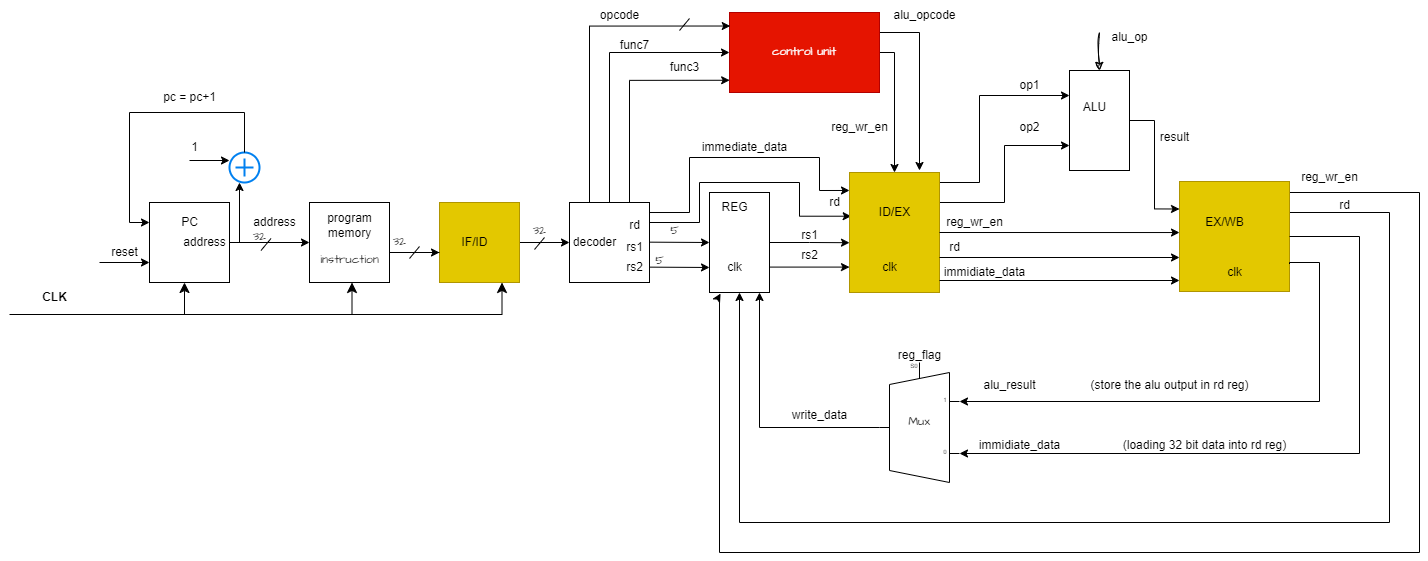 opcode
alu_opcode
func7
control unit
func3
alu_op
pc = pc+1
op1
ALU
1
reg_wr_en
op2
result
immediate_data
reg_wr_en
rd
REG
ID/EX
rd
PC
address
program
memory
rd
5
rs1
reg_wr_en
EX/WB
address
32
32
IF/ID
32
decoder
rs1
rs2
rd
reset
instruction
rs2
5
clk
clk
immidiate_data
clk
CLK
reg_flag
S0
alu_result
(store the alu output in rd reg)
1
write_data
Mux
immidiate_data
(loading 32 bit data into rd reg)
0